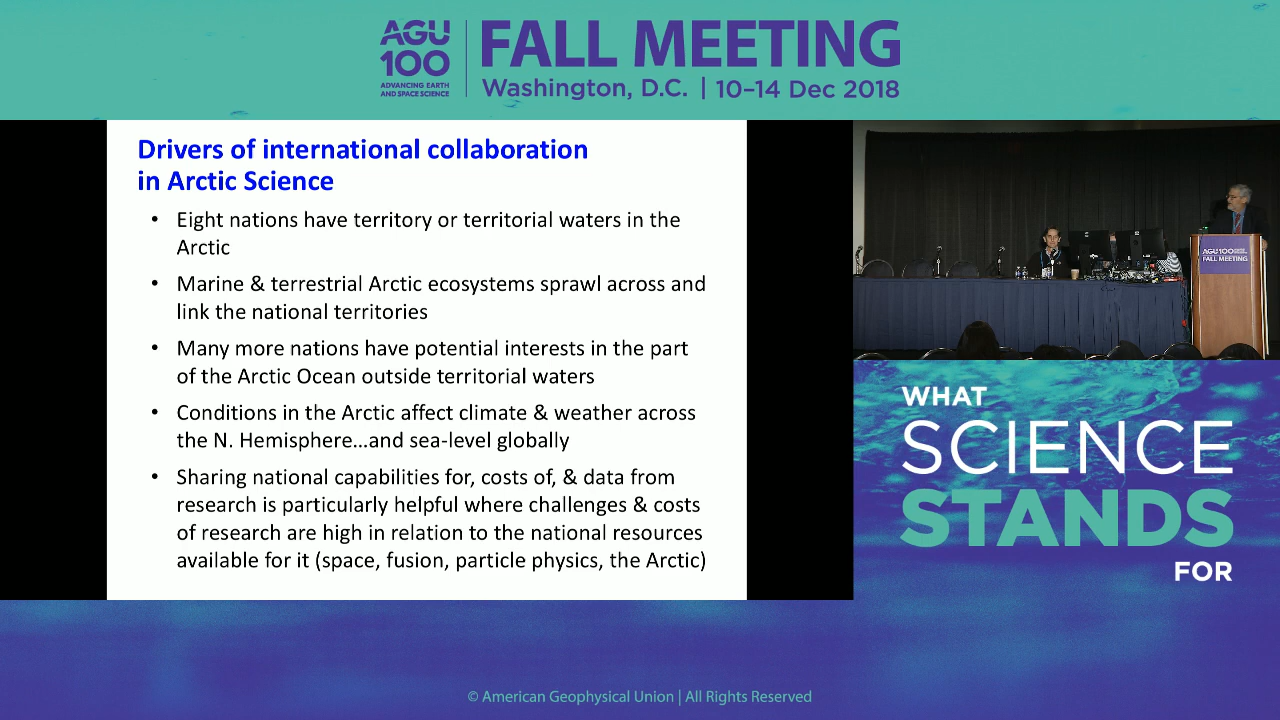 AGU
100
ADVANCING EARTH
AND SPACE SCIENCE
FALL MEETING
Washington, D.C. | 10–14 Dec 2018
Drivers of international collaboration
in Arctic Science
• Eight nations have territory or territorial waters in the
Arctic
• Marine & terrestrial Arctic ecosystems sprawl across and
link the national territories
• Many more nations have potential interests in the part
of the Arctic Ocean outside territorial waters
• Conditions in the Arctic affect climate & weather across
the N. Hemisphere…and sea-level globally
• Sharing national capabilities for, costs of, & data from
research is particularly helpful where challenges & costs
of research are high in relation to the national resources
available for it (space, fusion, particle physics, the Arctic)
AGU100
FALL MEETING
WHAT
SCIENCE
STANDS
FOR
© American Geophysical Union | All Rights Reserved